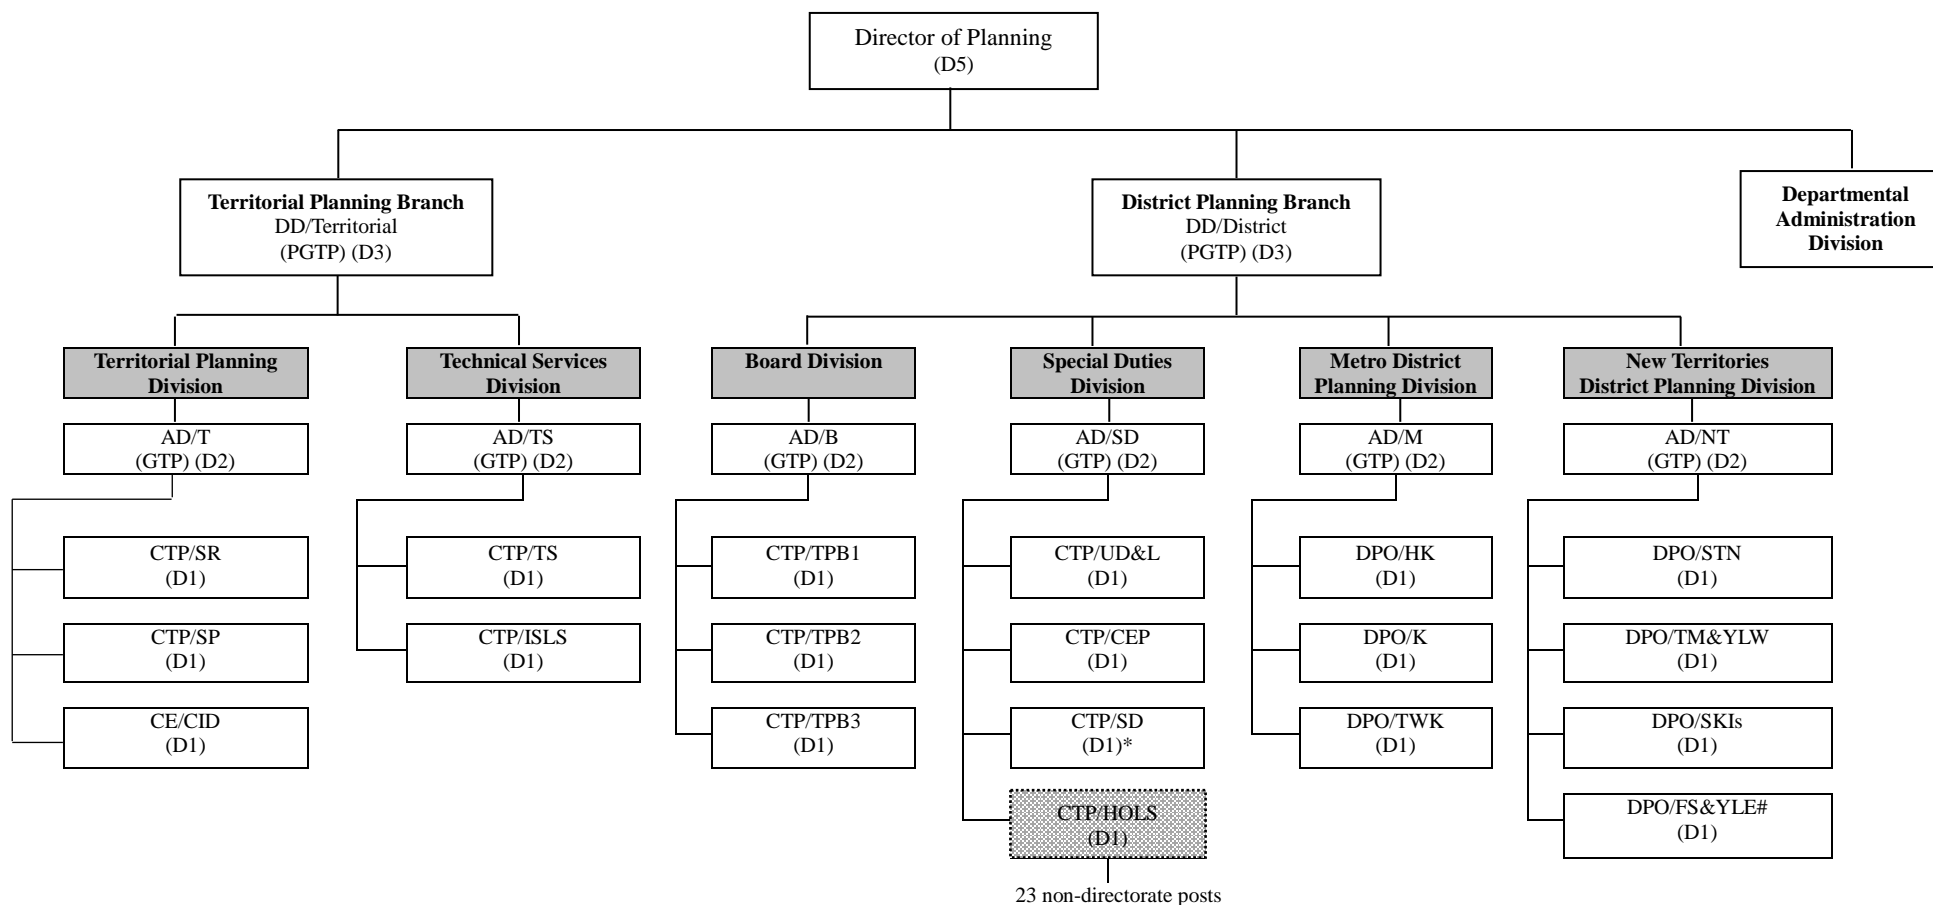 Director of Planning
(D5)
Territorial Planning Branch
DD/Territorial
(PGTP) (D3)
District Planning Branch
DD/District
(PGTP) (D3)
Departmental
Administration
Division
Territorial Planning
Division
Technical Services
Division
Board Division
Special Duties
Division
Metro District
Planning Division
New Territories
District Planning Division
AD/T
(GTP) (D2)
AD/TS
(GTP) (D2)
AD/B
(GTP) (D2)
AD/SD
(GTP) (D2)
AD/M
(GTP) (D2)
AD/NT
(GTP) (D2)
CTP/SR
(D1)
CTP/TS
(D1)
CTP/TPB1
(D1)
CTP/UD&L
(D1)
DPO/HK
(D1)
DPO/STN
(D1)
CTP/SP
(D1)
CTP/ISLS
(D1)
CTP/TPB2
(D1)
CTP/CEP
(D1)
DPO/K
(D1)
DPO/TM&YLW
(D1)
CE/CID
(D1)
CTP/TPB3
(D1)
CTP/SD
(D1)*
DPO/TWK
(D1)
DPO/SKIs
(D1)
CTP/HOLS
(D1)
DPO/FS&YLE#
(D1)
23 non-directorate posts